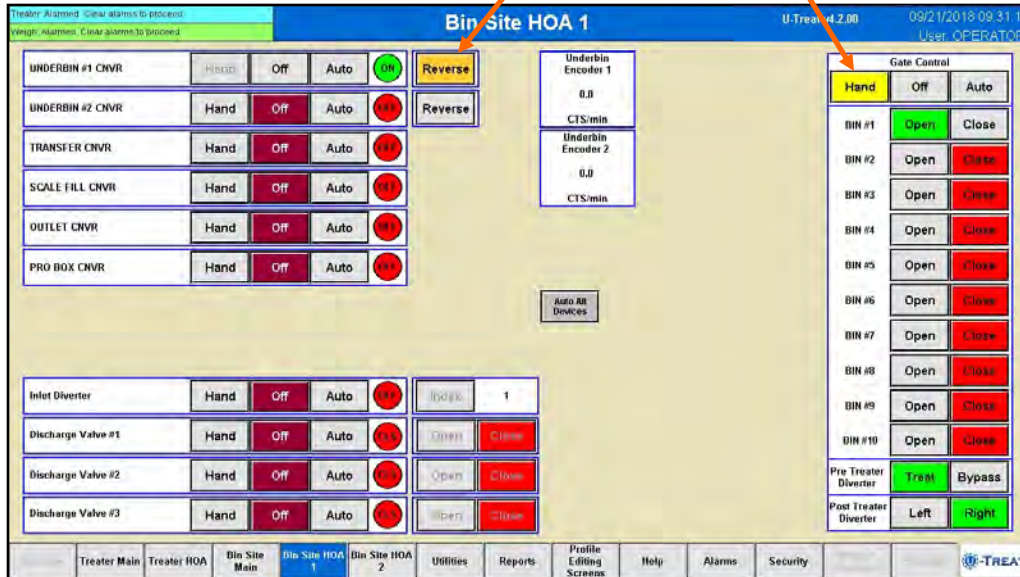 Treater Alarmed. Clear alarms to proceed
Weigh Alarmed. Clear alarms to proceed
Bin Site HOA 1
U-Treat v4.2.00
09/21/2018 09:31:1
User: OPERATOR
UNDERBIN #1 CNVR Hand Off Auto ON Reverse
UNDERBIN #2 CNVR Hand Off Auto OFF Reverse
TRANSFER CNVR Hand Off Auto OFF
SCALE FILL CNVR Hand Off Auto OFF
OUTLET CNVR Hand Off Auto OFF
PRO BOX CNVR Hand Off Auto OFF
Underbin
Encoder 1
0.0
CTS/min
Underbin
Encoder 2
0.0
CTS/min
Auto All
Devices
Inlet Diverter Hand Off Auto OFF Index 1
Discharge Valve #1 Hand Off Auto CLS Open Close
Discharge Valve #2 Hand Off Auto CLS Open Close
Discharge Valve #3 Hand Off Auto CLS Open Close
Gate Control
Hand Off Auto
BIN #1 Open Close
BIN #2 Open Close
BIN #3 Open Close
BIN #4 Open Close
BIN #5 Open Close
BIN #6 Open Close
BIN #7 Open Close
BIN #8 Open Close
BIN #9 Open Close
BIN #10 Open Close
Pre Treater
Diverter
Treat Bypass
Post Treater
Diverter
Left Right
Treater Main
Treater HOA
Bin Site
Main
Bin Site HOA
1
Bin Site HOA
2
Utilities
Reports
Profile
Editing
Screens
Help
Alarms
Security
U-TREAT